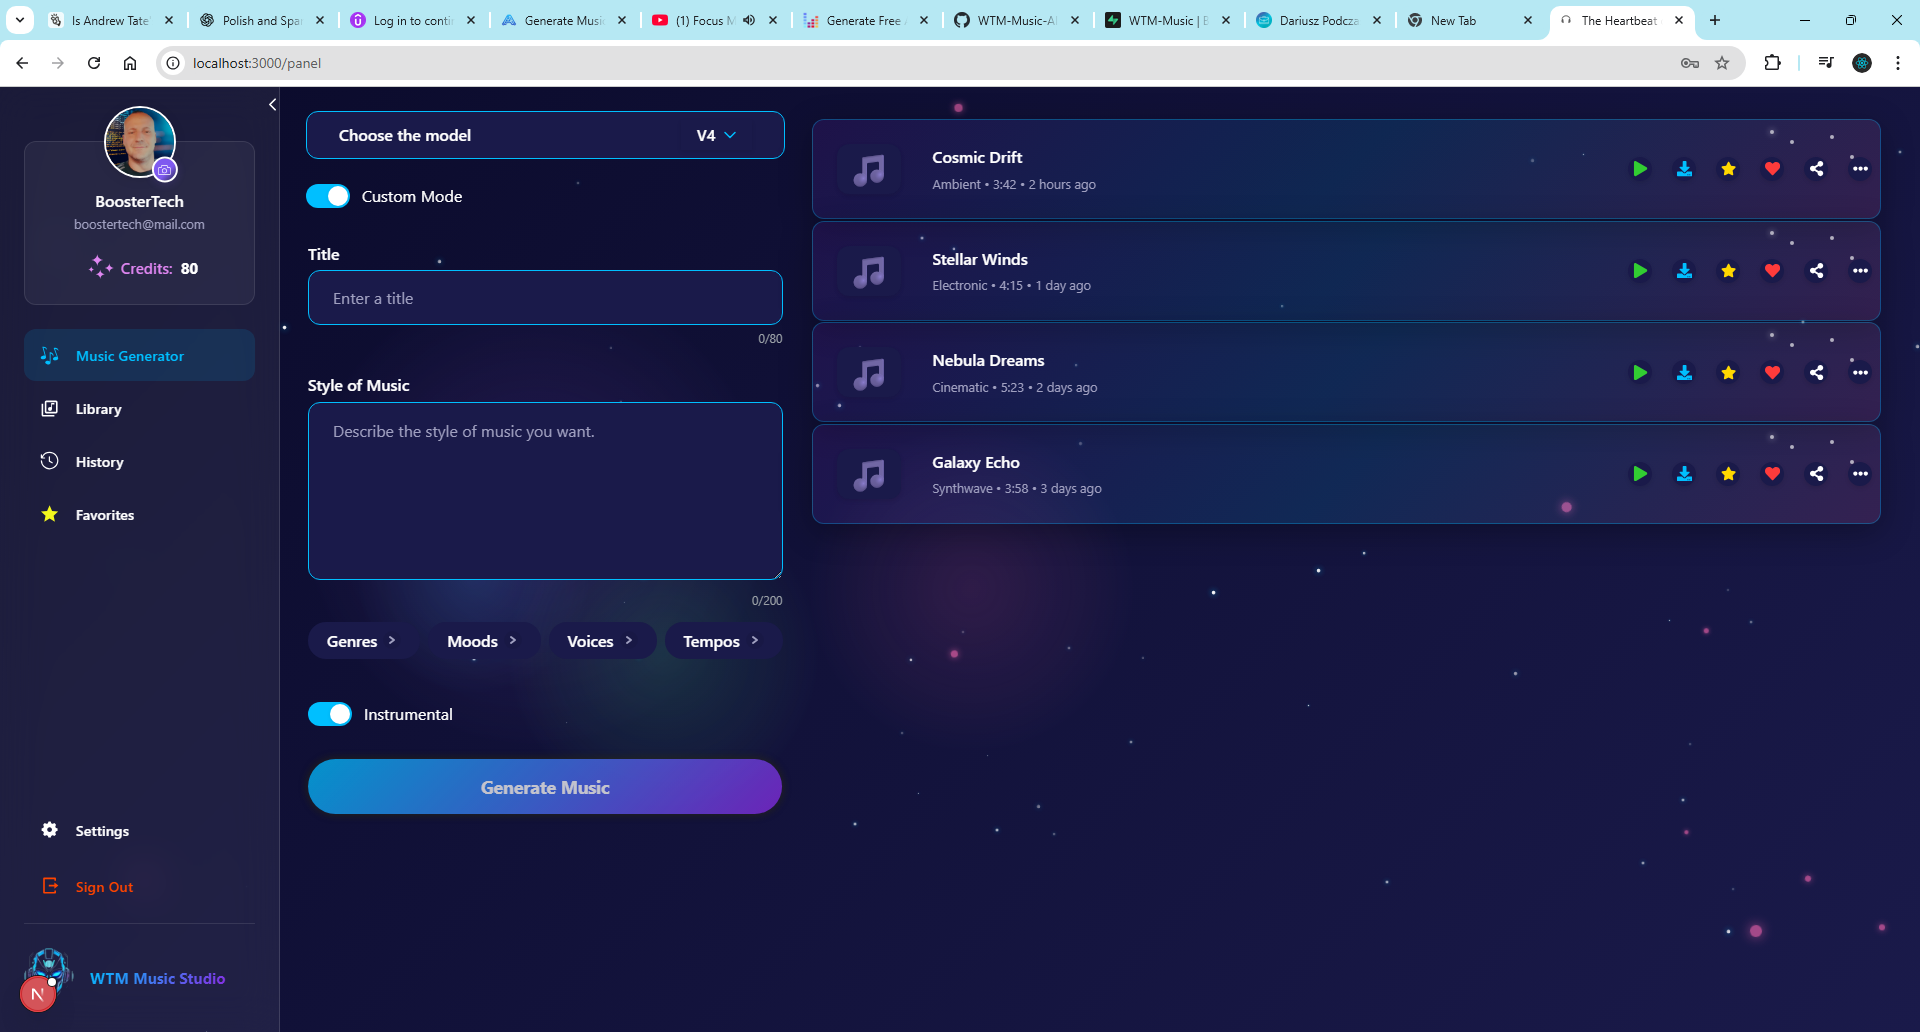 Is Andrew Tate'
Polish and Spa
Log in to conti
Generate Music
(1) Focus M
Generate Free
WTM-Music-A
WTM-Music | B
Dariusz Podcza
New Tab
The Heartbeat
localhost:3000/panel
BoosterTech
boostertech@mail.com
Credits: 80
Music Generator
Library
History
Favorites
Settings
Sign Out
N
WTM Music Studio
Choose the model V4
Custom Mode
Title
Enter a title
0/80
Style of Music
Describe the style of music you want.
0/200
Genres > Moods > Voices > Tempos >
Instrumental
Generate Music
Cosmic Drift
Ambient • 3:42 • 2 hours ago
Stellar Winds
Electronic • 4:15 • 1 day ago
Nebula Dreams
Cinematic • 5:23 • 2 days ago
Galaxy Echo
Synthwave • 3:58 • 3 days ago